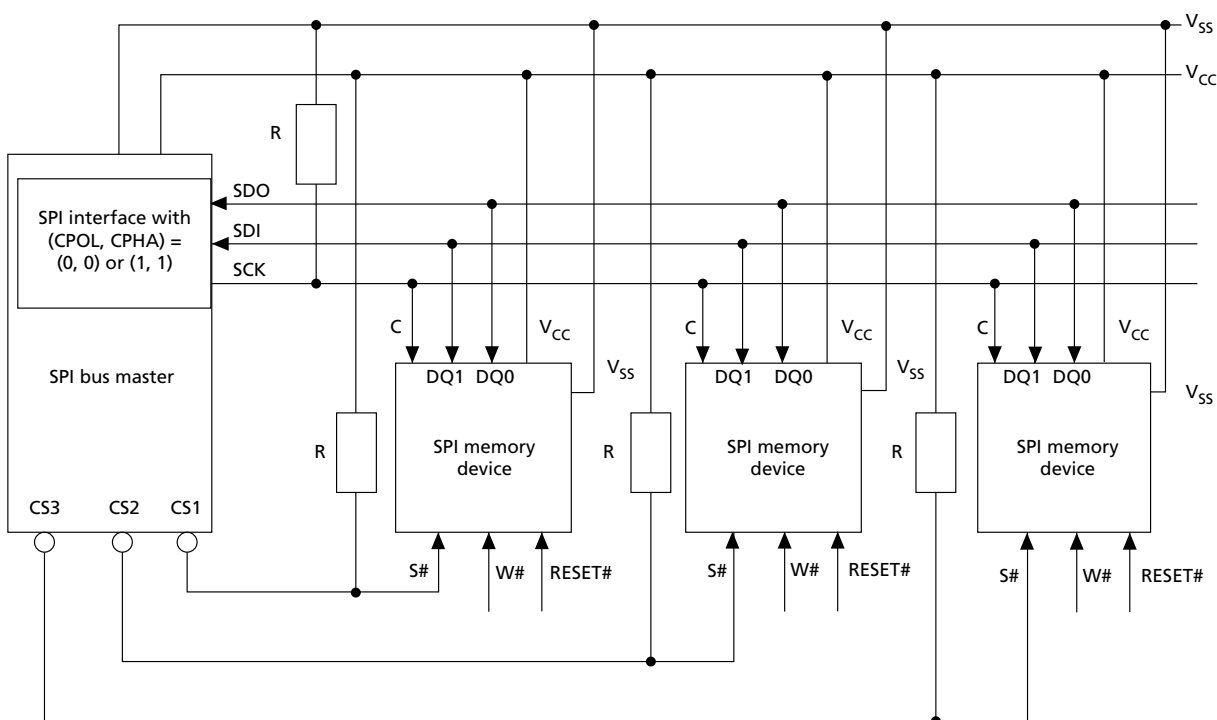 VSS
VCC
R
SDO
SDI
SCK
SPI interface with
(CPOL, CPHA) =
(0, 0) or (1, 1)
SPI bus master
CS3 CS2 CS1
R
C
VCC
DQ1 DQ0
VSS
SPI memory
device
S#
W#
RESET#
R
C
VCC
DQ1 DQ0
VSS
SPI memory
device
S#
W#
RESET#
R
C
VCC
DQ1 DQ0
VSS
SPI memory
device
S#
W#
RESET#